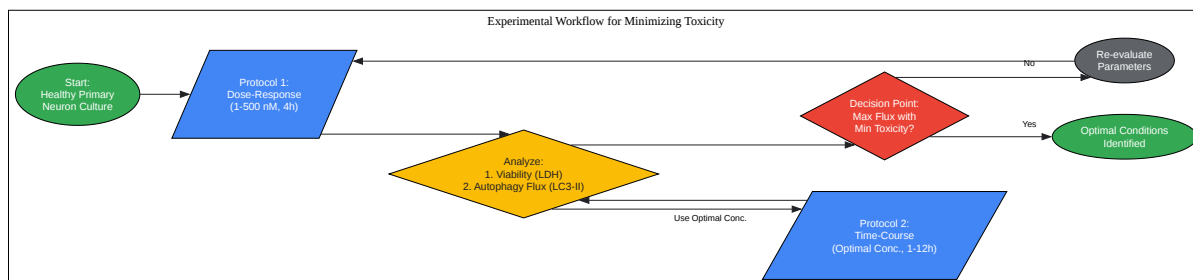 Experimental Workflow for Minimizing Toxicity
Start:
Healthy Primary
Neuron Culture
Protocol 1:
Dose-Response
(1-500 nM, 4h)
Analyze:
1. Viability (LDH)
2. Autophagy Flux (LC3-II)
Use Optimal Conc.
Protocol 2:
Time-Course
(Optimal Conc., 1-12h)
Decision Point:
Max Flux with
Min Toxicity?
No
Re-evaluate
Parameters
Yes
Optimal Conditions
Identified